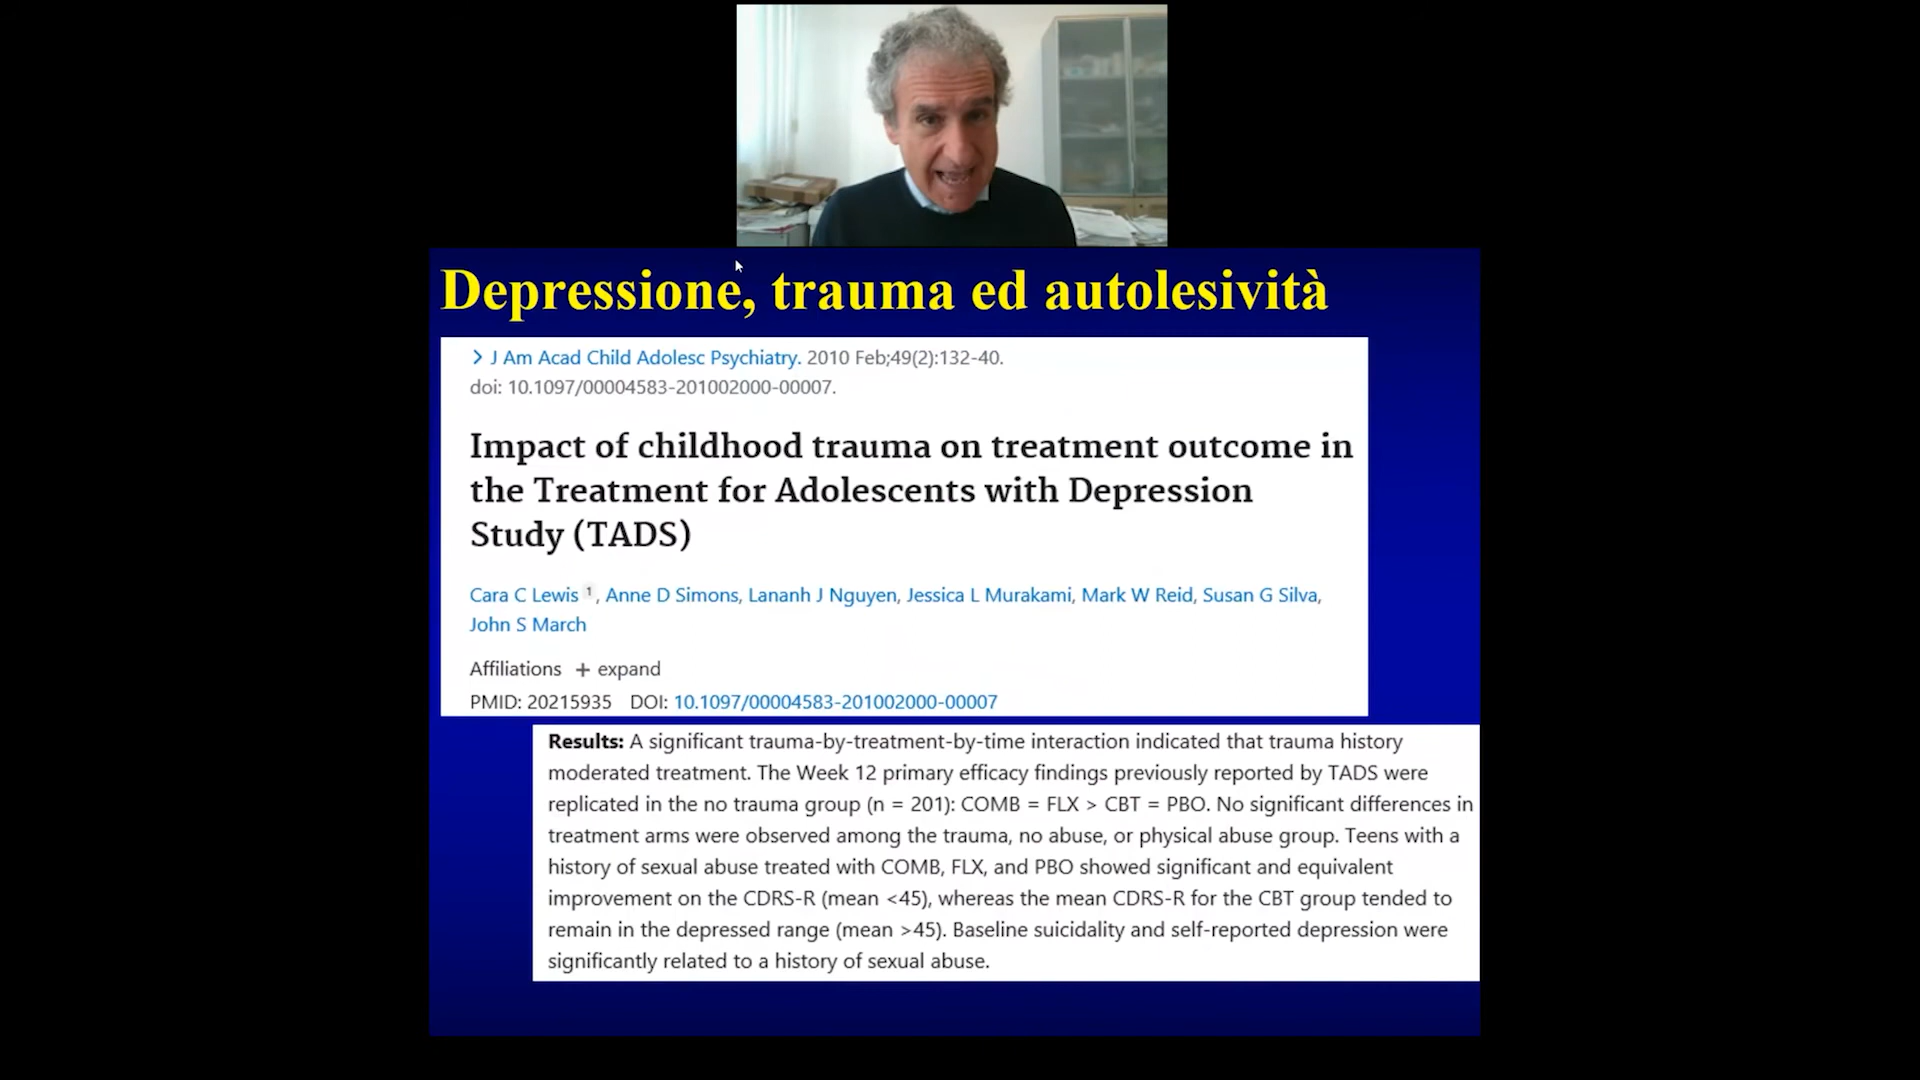 Depressione, trauma ed autolesività
> J Am Acad Child Adolesc Psychiatry. 2010 Feb;49(2):132-40.
doi: 10.1097/00004583-201002000-00007.
Impact of childhood trauma on treatment outcome in
the Treatment for Adolescents with Depression
Study (TADS)
Cara C Lewis 1, Anne D Simons, Lananh J Nguyen, Jessica L Murakami, Mark W Reid, Susan G Silva,
John S March
Affiliations + expand
PMID: 20215935 DOI: 10.1097/00004583-201002000-00007
Results: A significant trauma-by-treatment-by-time interaction indicated that trauma history
moderated treatment. The Week 12 primary efficacy findings previously reported by TADS were
replicated in the no trauma group (n = 201): COMB = FLX > CBT = PBO. No significant differences in
treatment arms were observed among the trauma, no abuse, or physical abuse group. Teens with a
history of sexual abuse treated with COMB, FLX, and PBO showed significant and equivalent
improvement on the CDRS-R (mean <45), whereas the mean CDRS-R for the CBT group tended to
remain in the depressed range (mean >45). Baseline suicidality and self-reported depression were
significantly related to a history of sexual abuse.